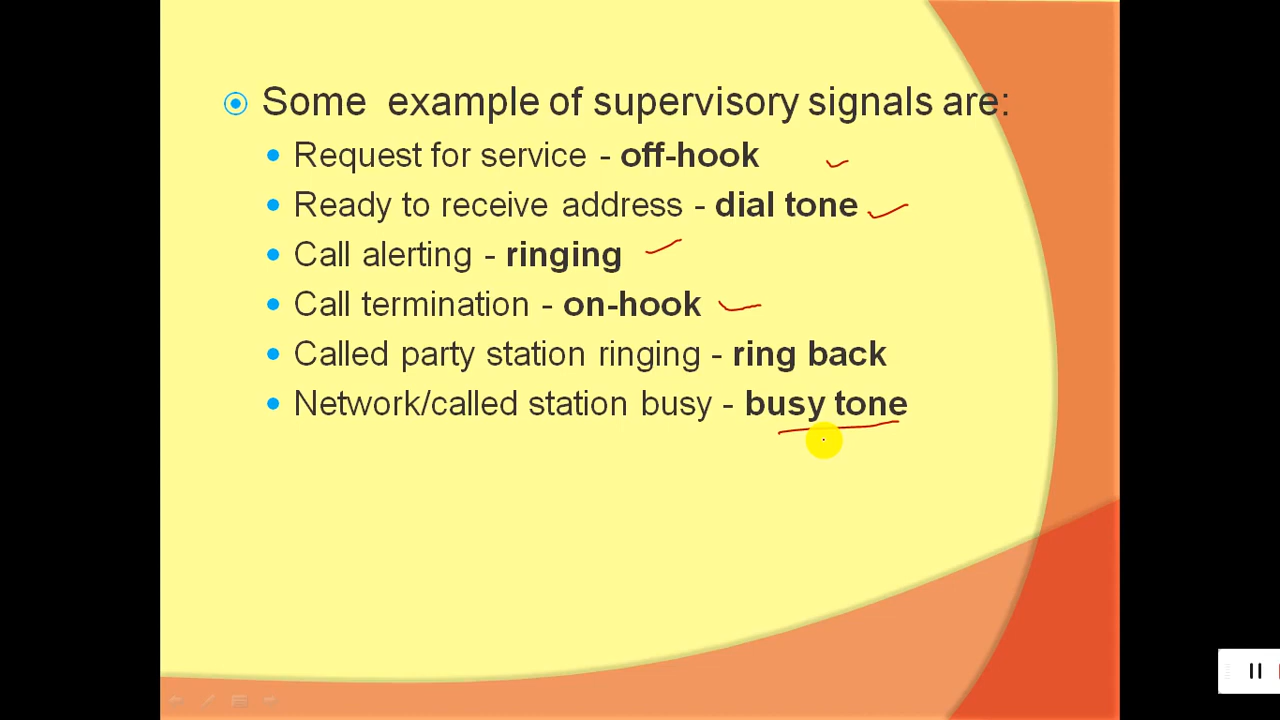 Some example of supervisory signals are:
Request for service - off-hook
Ready to receive address - dial tone
Call alerting - ringing
Call termination - on-hook
Called party station ringing - ring back
Network/called station busy - busy tone